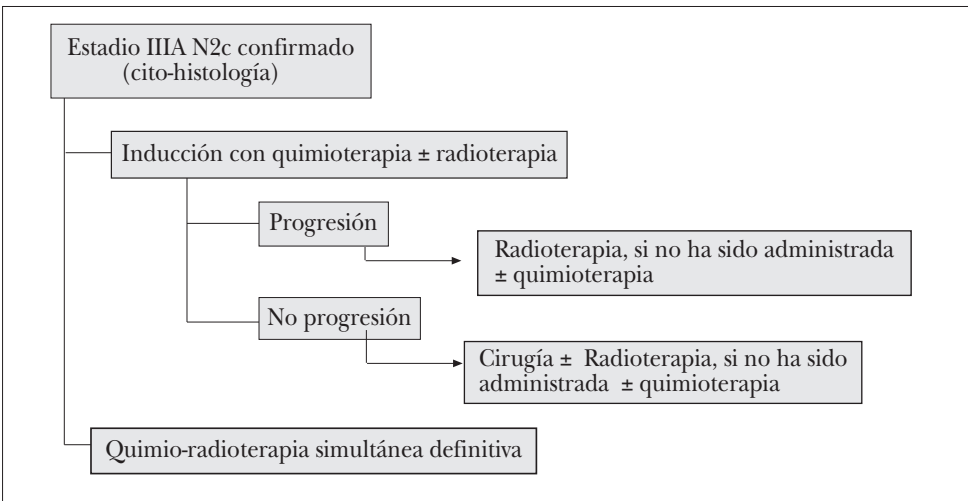 Estadio IIIA N2c confirmado
(cito-histología)
Inducción con quimioterapia ± radioterapia
Progresión
Radioterapia, si no ha sido administrada
± quimioterapia
No progresión
Cirugía ± Radioterapia, si no ha sido
administrada ± quimioterapia
Quimio-radioterapia simultánea definitiva